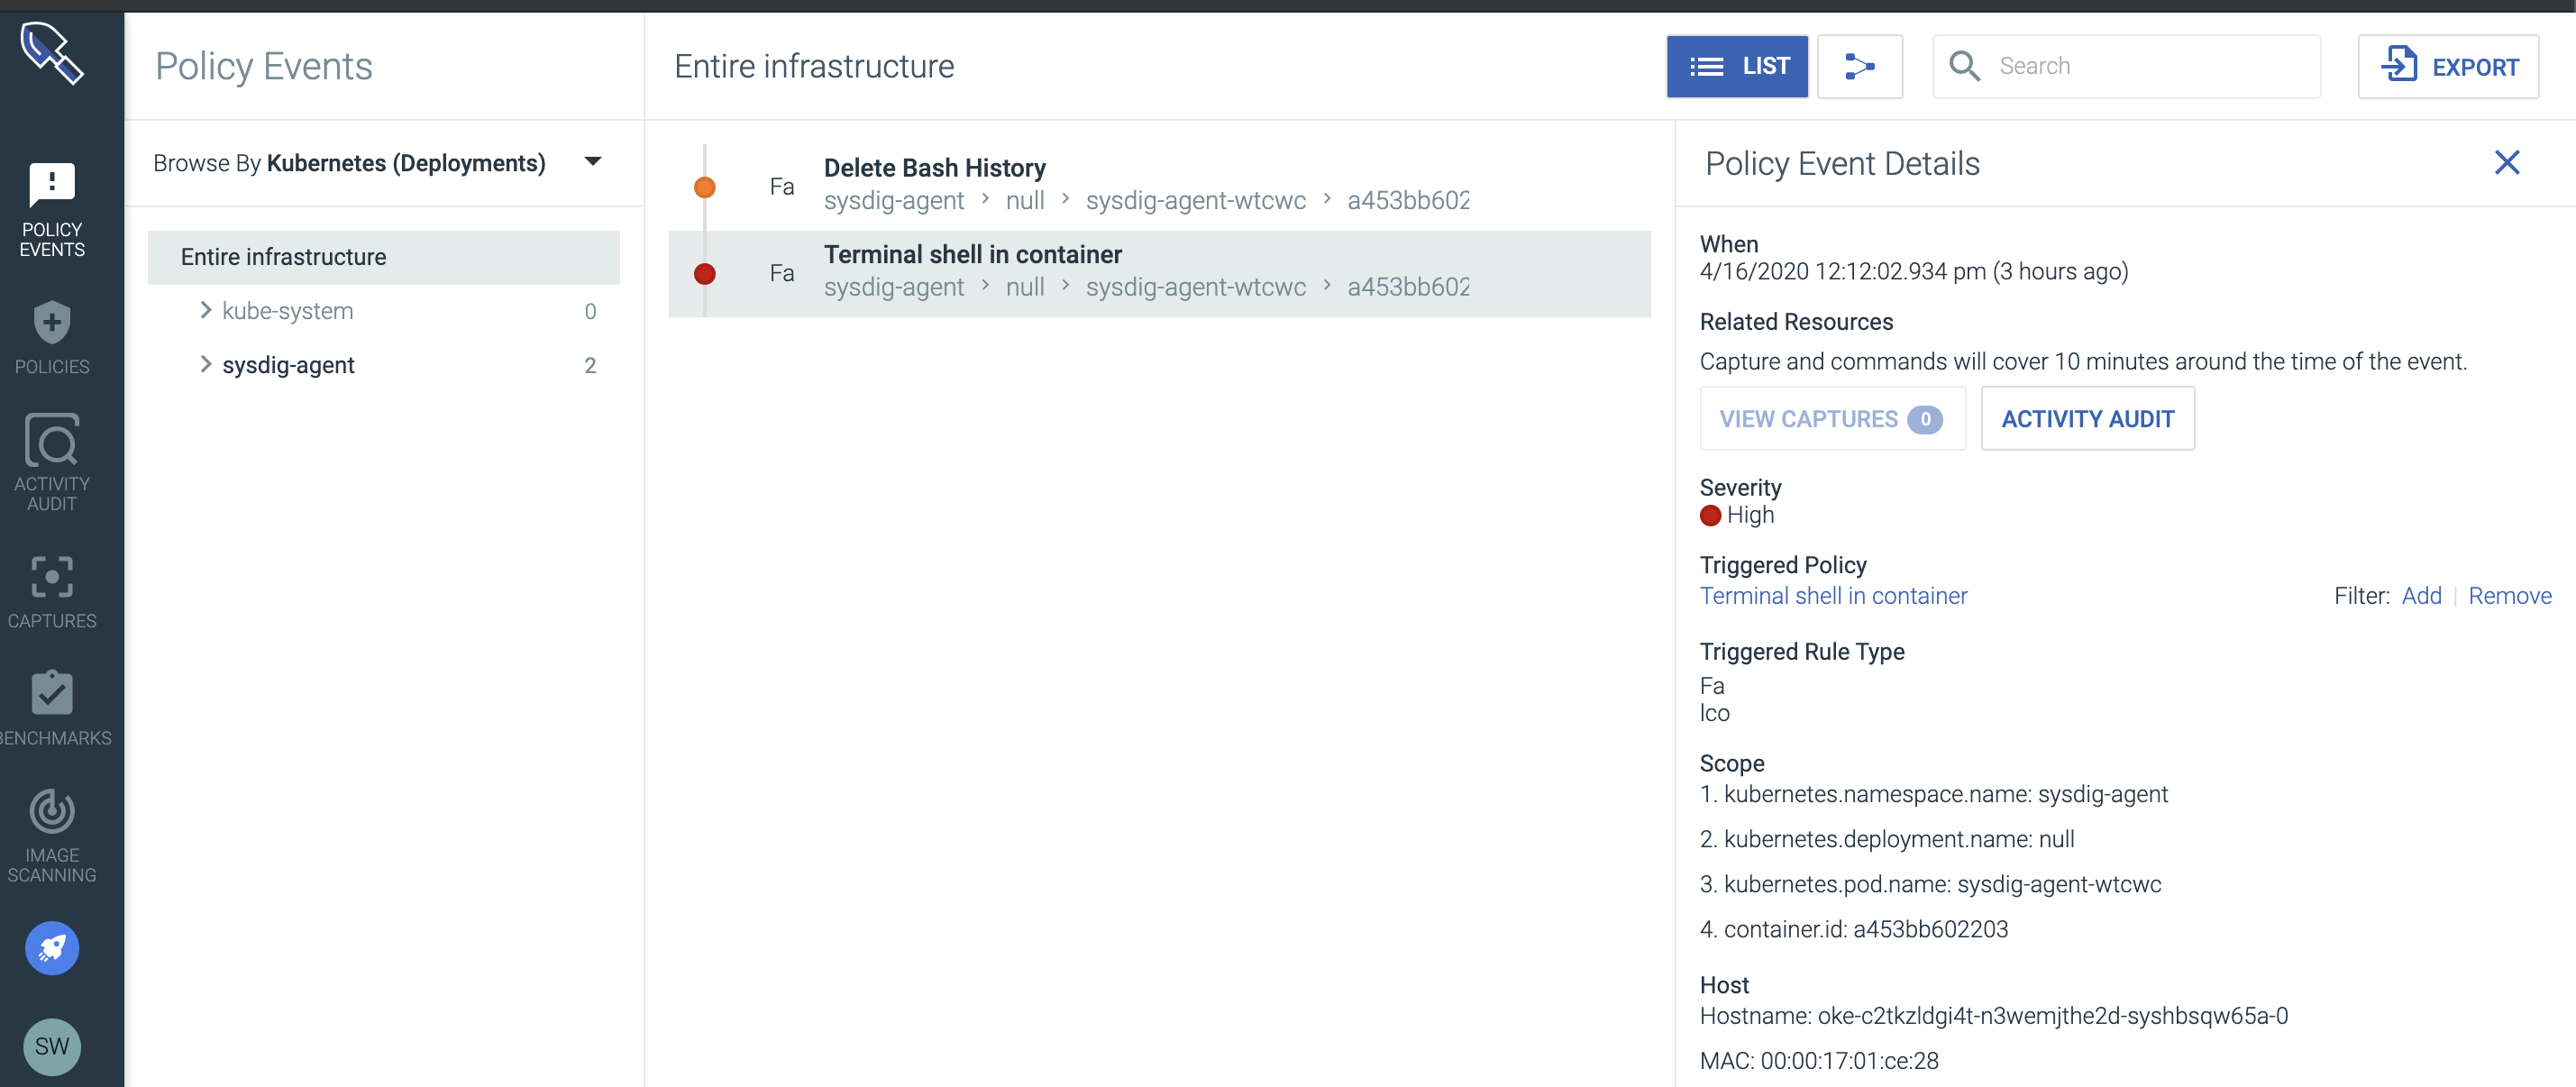 Policy Events
Entire infrastructure
LIST
Search
EXPORT
POLICY
EVENTS
POLICIES
ACTIVITY
AUDIT
CAPTURES
BENCHMARKS
IMAGE
SCANNING
SW
Browse By Kubernetes (Deployments)
Entire infrastructure
kube-system 0
sysdig-agent 2
Fa
Delete Bash History
sysdig-agent > null > sysdig-agent-wtcwc > a453bb602
Fa
Terminal shell in container
sysdig-agent > null > sysdig-agent-wtcwc > a453bb602
Policy Event Details
When
4/16/2020 12:12:02.934 pm (3 hours ago)
Related Resources
Capture and commands will cover 10 minutes around the time of the event.
VIEW CAPTURES 0
ACTIVITY AUDIT
Severity
High
Triggered Policy
Terminal shell in container Filter: Add | Remove
Triggered Rule Type
Fa
lco
Scope
1. kubernetes.namespace.name: sysdig-agent
2. kubernetes.deployment.name: null
3. kubernetes.pod.name: sysdig-agent-wtcwc
4. container.id: a453bb602203
Host
Hostname: oke-c2tkzldgi4t-n3wemjthe2d-syshbsqw65a-0
MAC: 00:00:17:01:ce:28